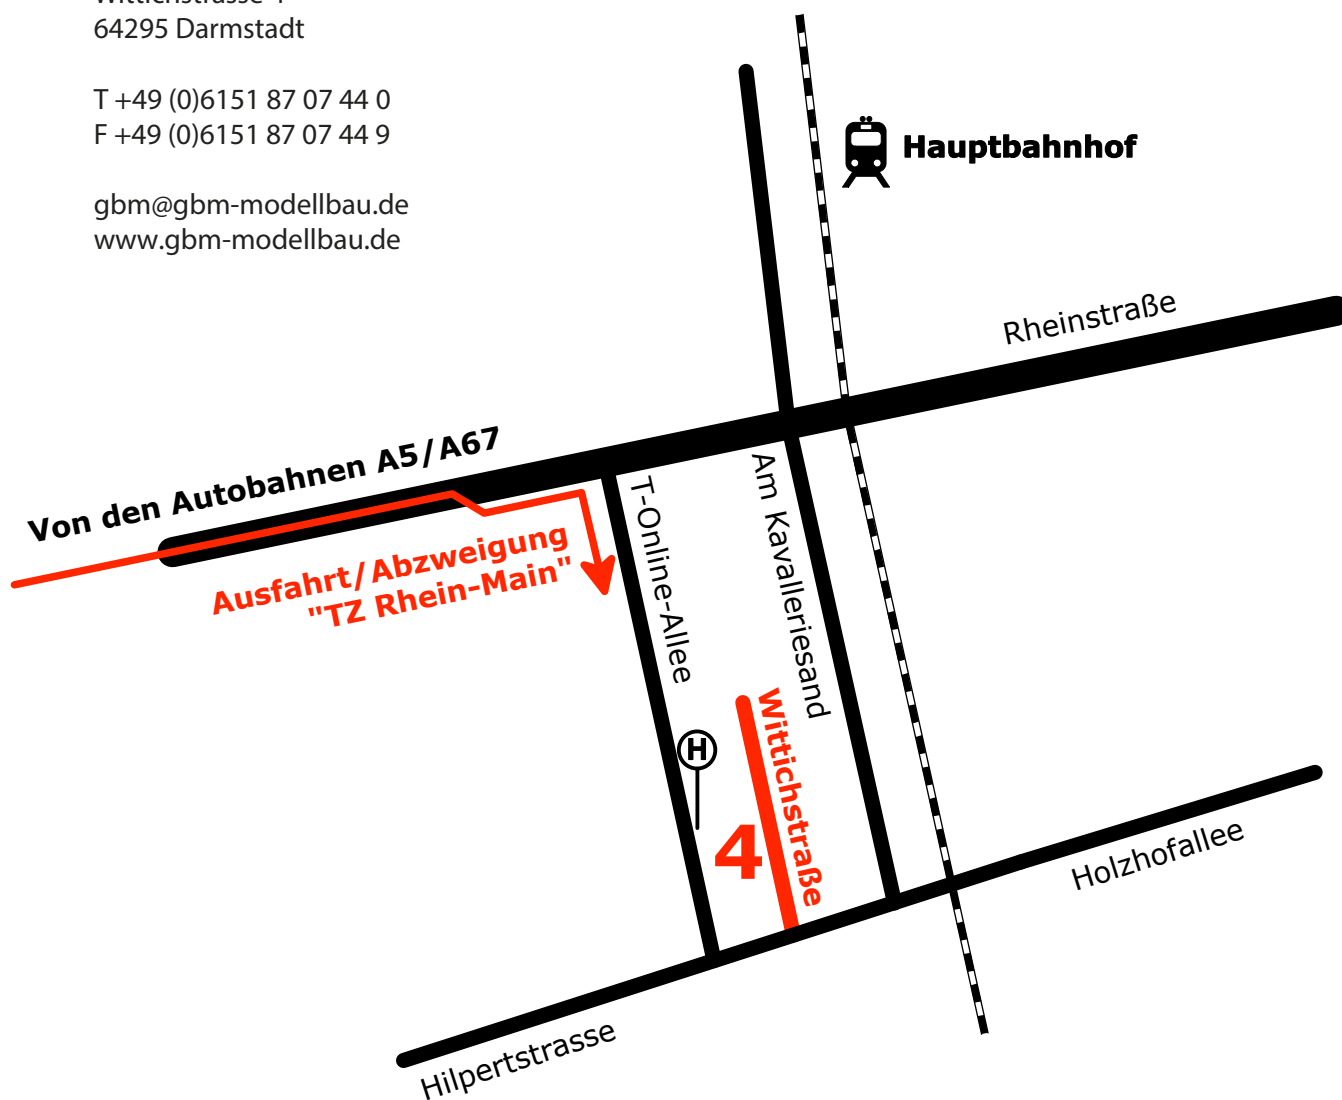 Wittichstrasse 4
64295 Darmstadt
T +49 (0)6151 87 07 44 0
F +49 (0)6151 87 07 44 9
gbm@gbm-modellbau.de
www.gbm-modellbau.de
Hauptbahnhof
Rheinstraße
Von den Autobahnen A5/A67
Ausfahrt/Abzweigung
"TZ Rhein-Main"
T-Online-Allee
Am Kavalleriesand
Wittichstraße
H
4
Holzhofallee
Hilpertstrasse